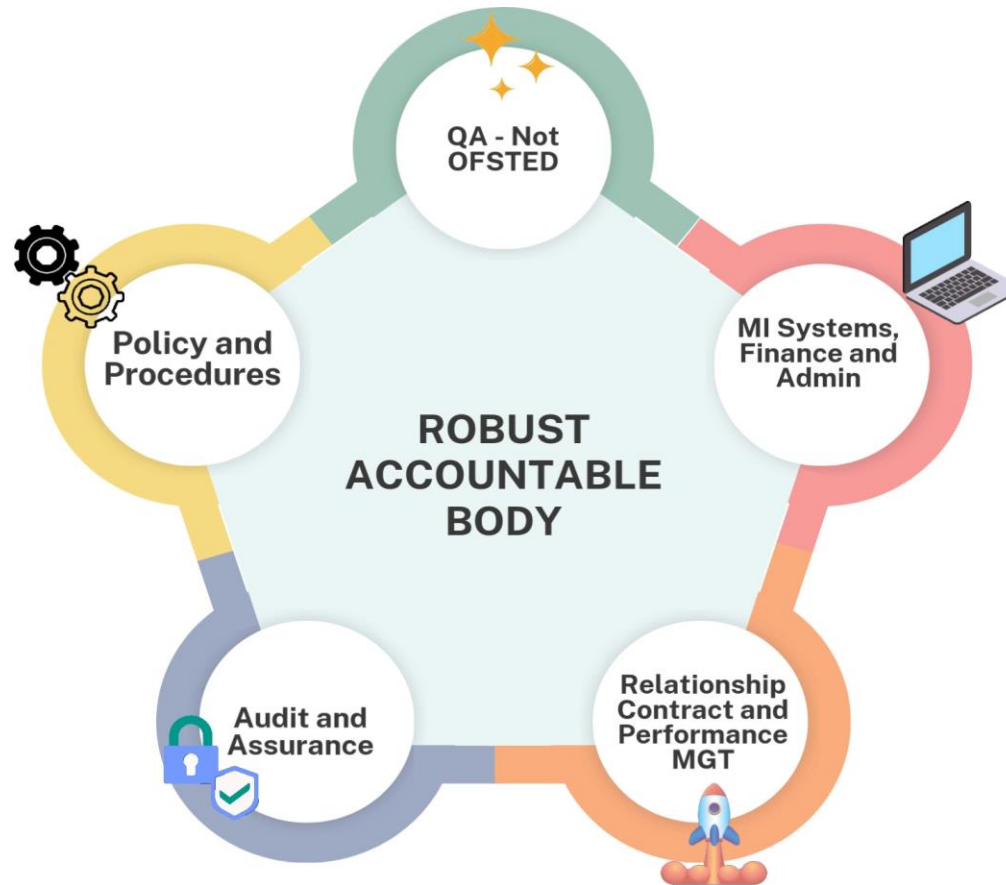 QA - Not
OFSTED
MI Systems,
Finance and
Admin
Policy and
Procedures
ROBUST
ACCOUNTABLE
BODY
Relationship
Contract and
Performance
MGT
Audit and
Assurance